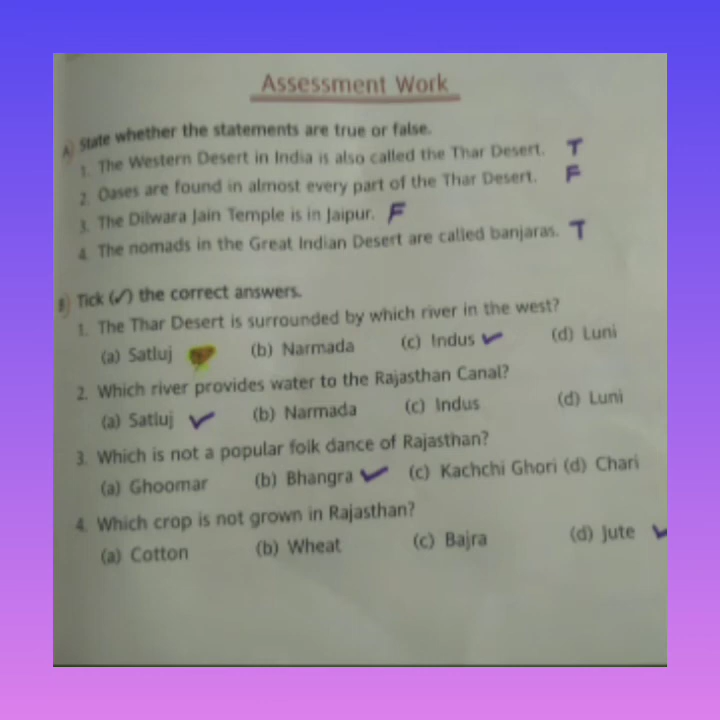 Assessment Work
A) State whether the statements are true or false.
1. The Western Desert in India is also called the Thar Desert. T
2. Oases are found in almost every part of the Thar Desert. F
3. The Dilwara Jain Temple is in Jaipur. F
4. The nomads in the Great Indian Desert are called banjaras. T
B) Tick (✓) the correct answers.
1. The Thar Desert is surrounded by which river in the west?
(a) Satluj (b) Narmada (c) Indus ✓ (d) Luni
2. Which river provides water to the Rajasthan Canal?
(a) Satluj ✓ (b) Narmada (c) Indus (d) Luni
3. Which is not a popular folk dance of Rajasthan?
(a) Ghoomar (b) Bhangra ✓ (c) Kachchi Ghori (d) Chari
4. Which crop is not grown in Rajasthan?
(a) Cotton (b) Wheat (c) Bajra (d) Jute ✓